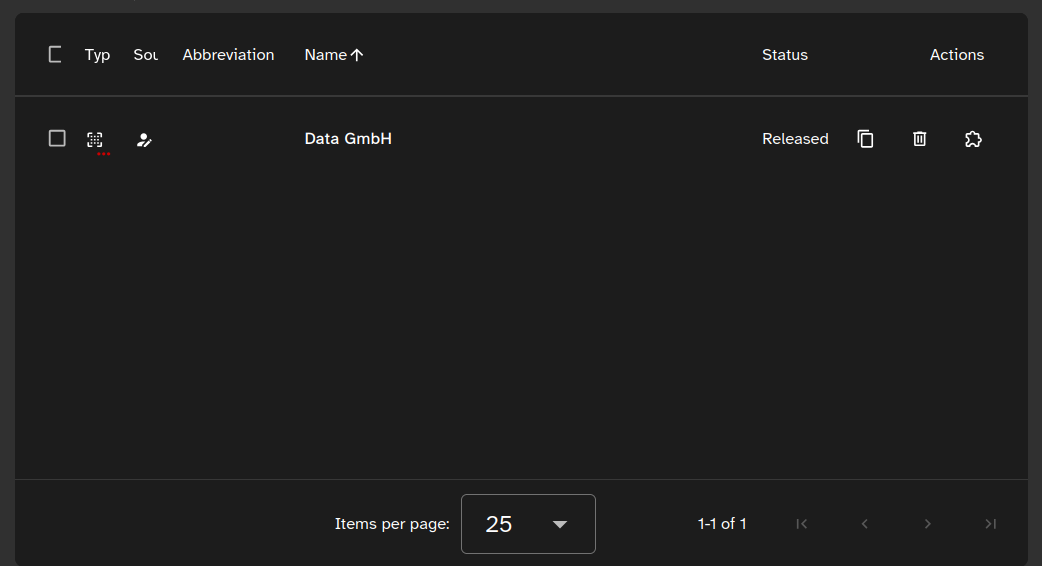 Typ Sou Abbreviation Name Status Actions
Data GmbH Released
Items per page: 25 1-1 of 1